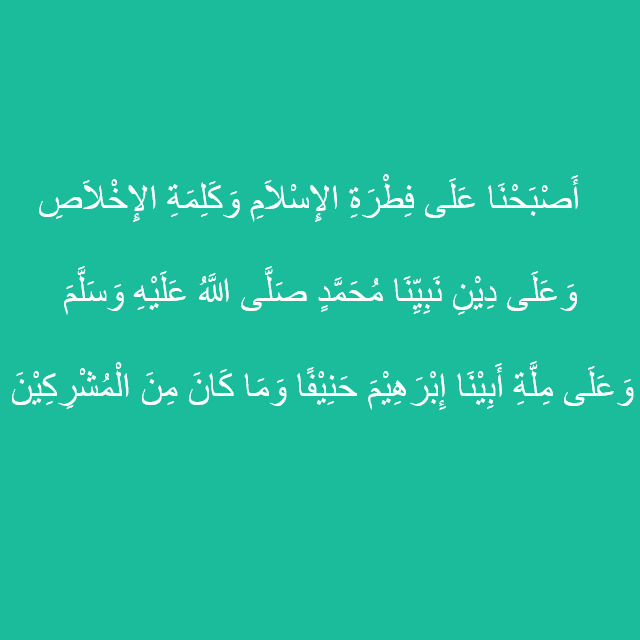 أَصْبَحْنَا عَلَى فِطْرَةِ الإِسْلاَمِ وَكَلِمَةِ الإِخْلاَصِ
وَعَلَى دِيْنِ نَبِيِّنَا مُحَمَّدٍ صَلَّى اللَّهُ عَلَيْهِ وَسَلَّمَ
وَعَلَى مِلَّةِ أَبِيْنَا إِبْرَهِيْمَ حَنِيْفًا وَمَا كَانَ مِنَ الْمُشْرِكِيْنَ